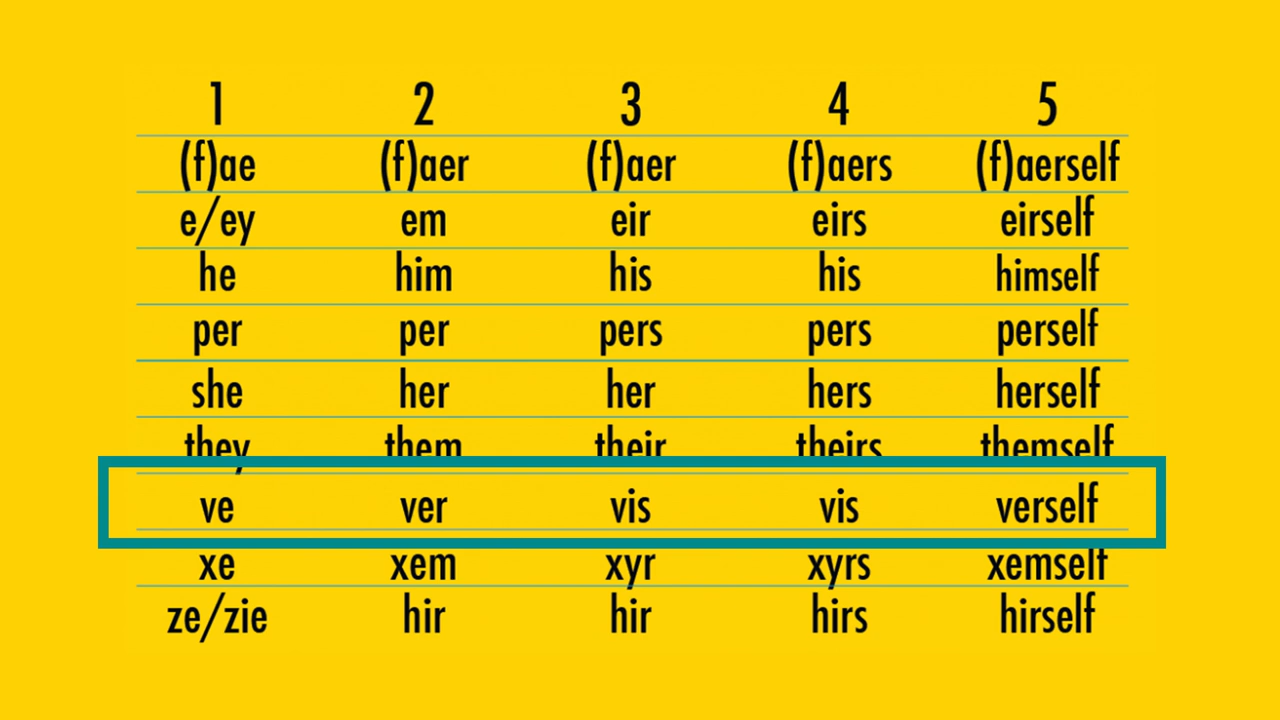 1 2 3 4 5
(f)ae (f)aer (f)aer (f)aers (f)aerself
e/ey em eir eirs eirself
he him his his himself
per per pers pers perself
she her her hers herself
they them their theirs themself
ve ver vis vis verself
xe xem xyr xyrs xemself
ze/zie hir hir hirs hirself